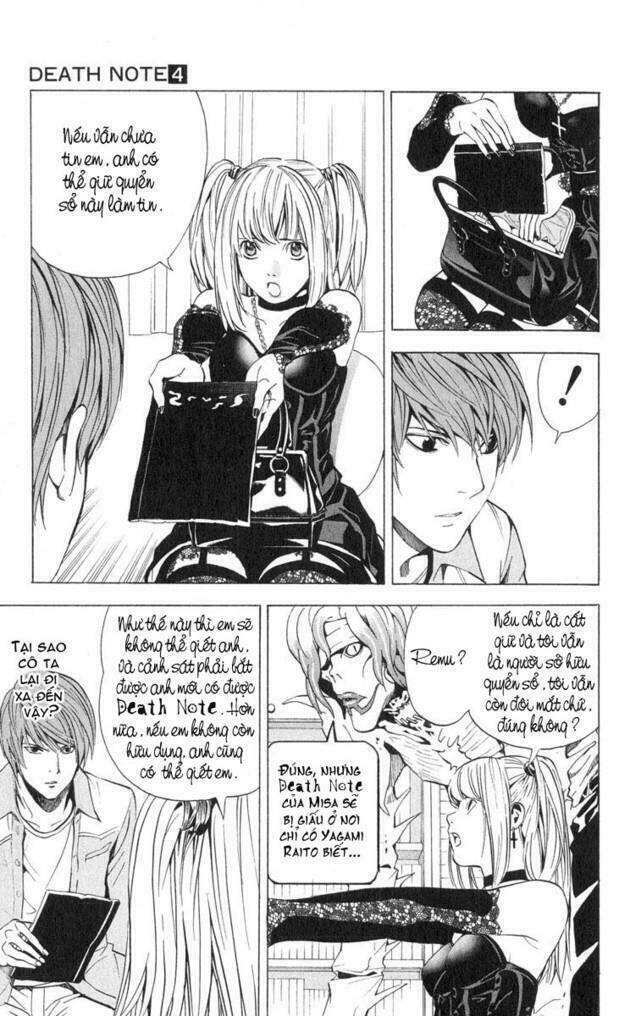 DEATH NOTE 4
!
Nếu vẫn chưa
tin em, anh có
thể giữ quyển
sổ này làm tin.
Nếu chỉ là cất
giữ và tôi vẫn
là người sở hữu
quyển sổ, tôi vẫn
còn đôi mắt chứ,
đúng không?
Remu?
ĐÚNG, NHƯNG
Death Note
CỦA MISA SẼ
BỊ GIẤU Ở NƠI
CHỈ CÓ YAGAMI
RAITO BIẾT...
Như thế này thì em sẽ
không thể giết anh,
và cảnh sát phải bắt
được anh mới có được
Death Note. Hơn
nữa, nếu em không còn
hữu dụng, anh cũng
có thể giết em.
TẠI SAO
CÔ TA
LẠI ĐI
XA ĐẾN
VẬY?